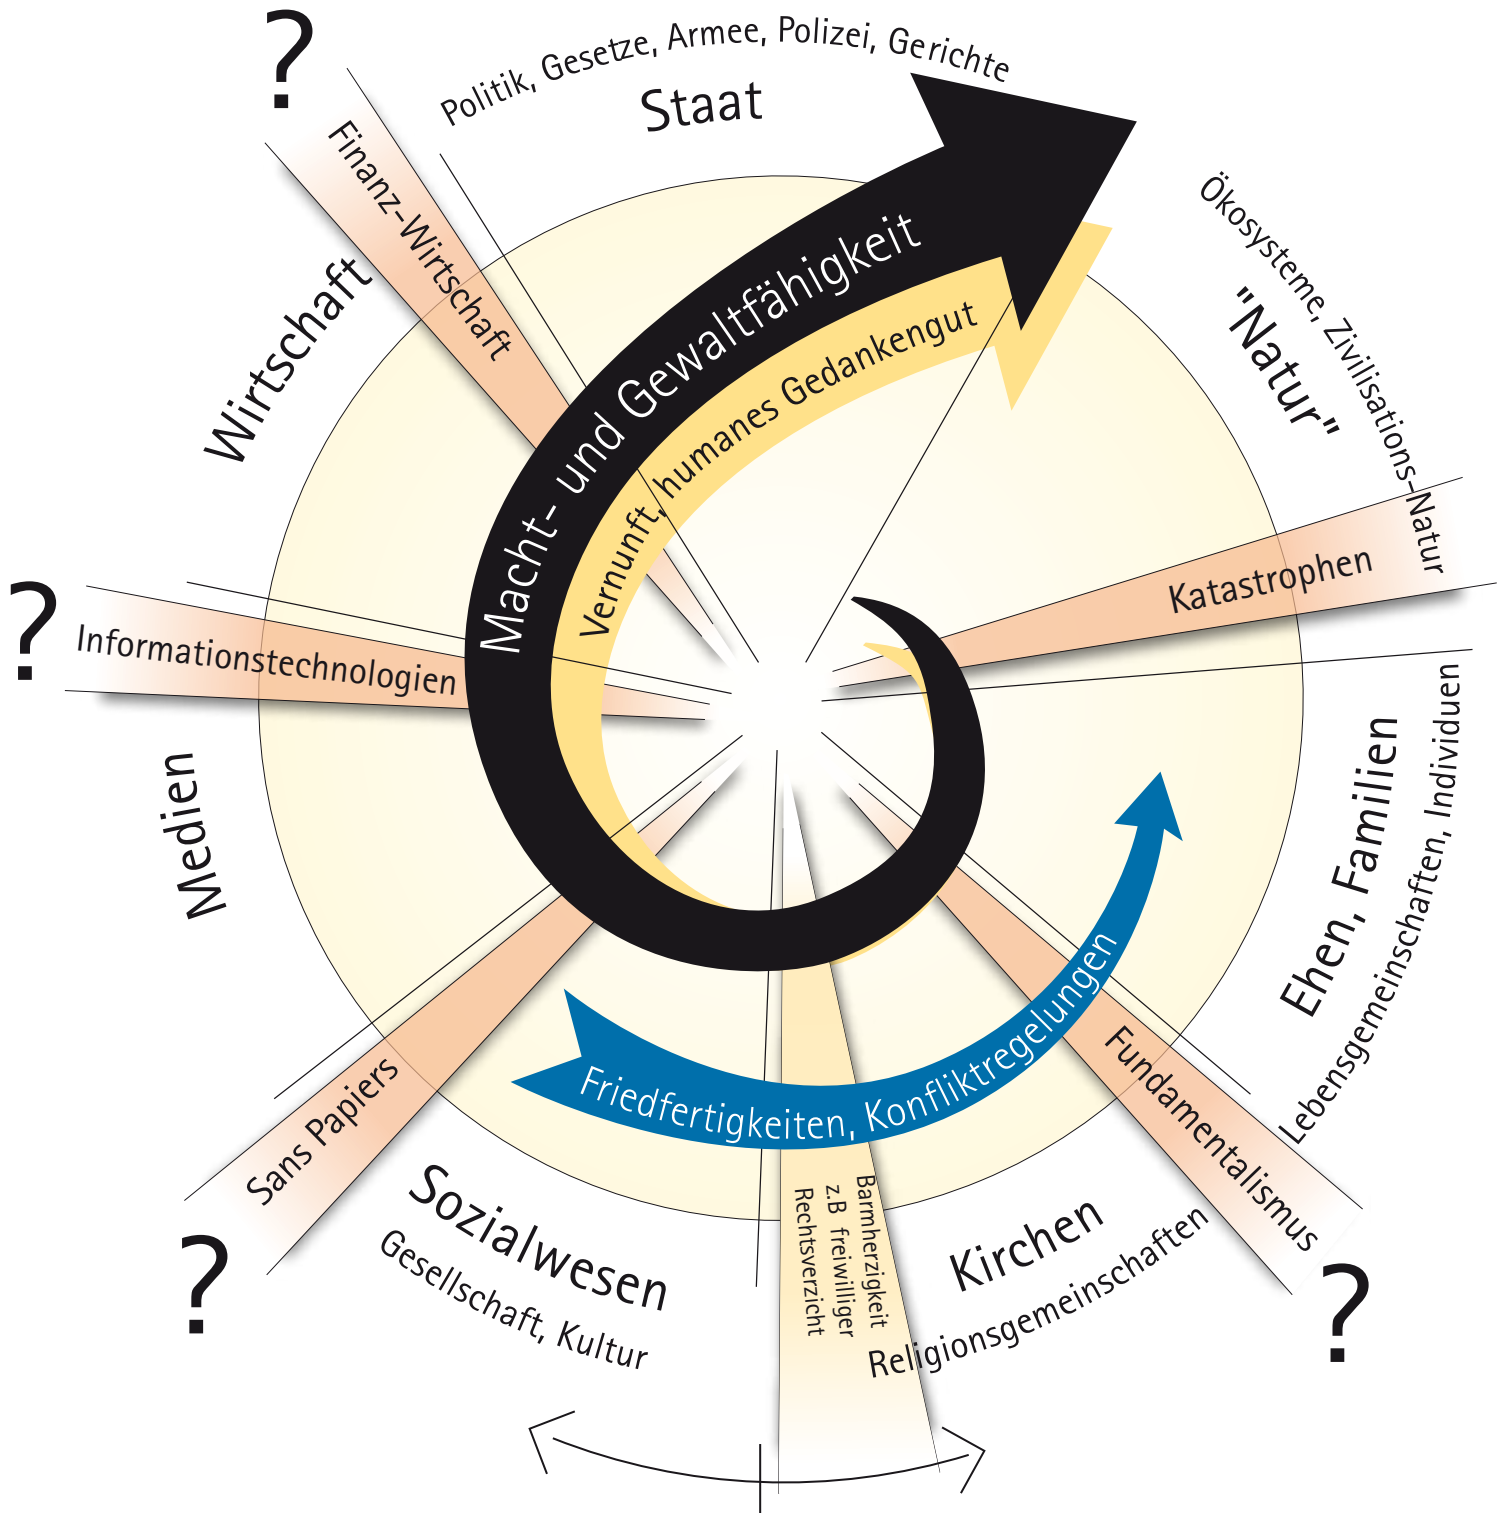 ?
Politik, Gesetze, Armee, Polizei, Gerichte
Staat
Finanz-Wirtschaft
Wirtschaft
Macht- und Gewaltfähigkeit
Vernunft, humanes Gedankengut
Ökosysteme, Zivilisations-Natur
"Natur"
Katastrophen
?
Informationstechnologien
Medien
Ehen, Familien
Lebensgemeinschaften, Individuen
Friedfertigkeiten, Konfliktregelungen
Fundamentalismus
?
Sans Papiers
?
Sozialwesen
Gesellschaft, Kultur
Barmherzigkeit
z.B freiwilliger
Rechtsverzicht
Kirchen
Religionsgemeinschaften